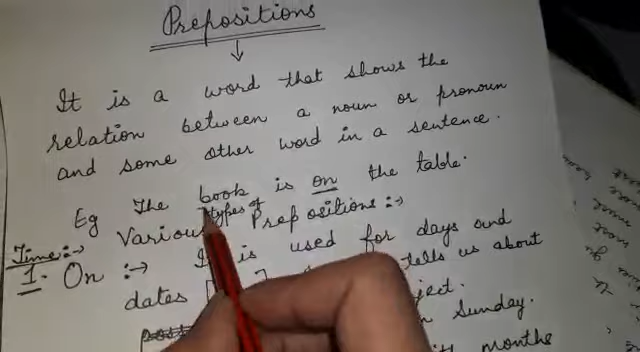 Prepositions
It is a word that shows the
relation between a noun or pronoun
and some other word in a sentence.
Eg The book is on the table.
Various types of Prepositions :->
Time :->
1. On :-> It is used for days and
dates tells us about
Sunday.
months